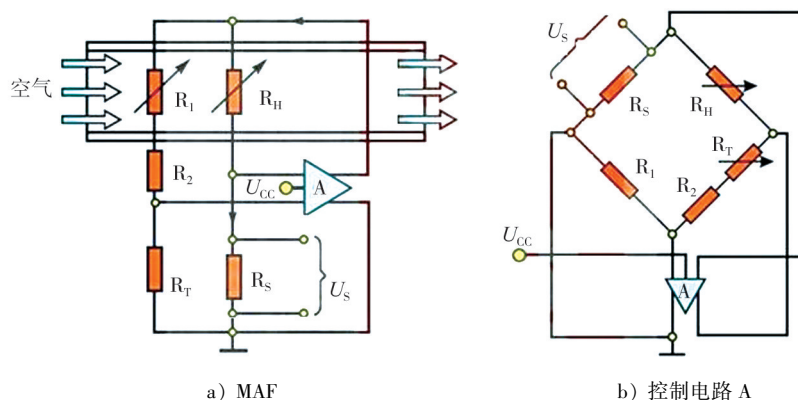 空气
R1
RH
R2
UCC
A
RT
RS
US
a) MAF
US
RS
RH
RT
R1
R2
UCC
A
b) 控制电路 A